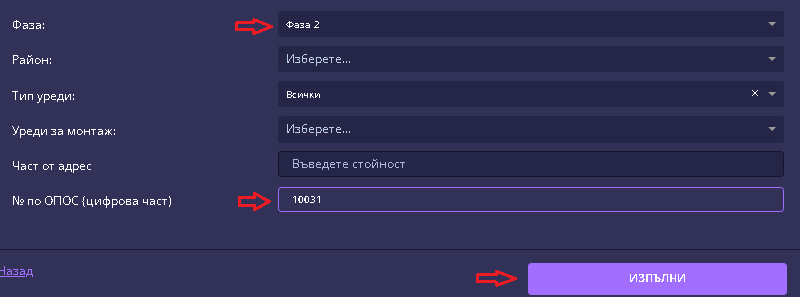 Фаза: Фаза 2
Район: Изберете...
Тип уреди: Всички ×
Уреди за монтаж: Изберете...
Част от адрес Въведете стойност
№ по ОПОС (цифрова част) 10031
Назад ИЗПЪЛНИ